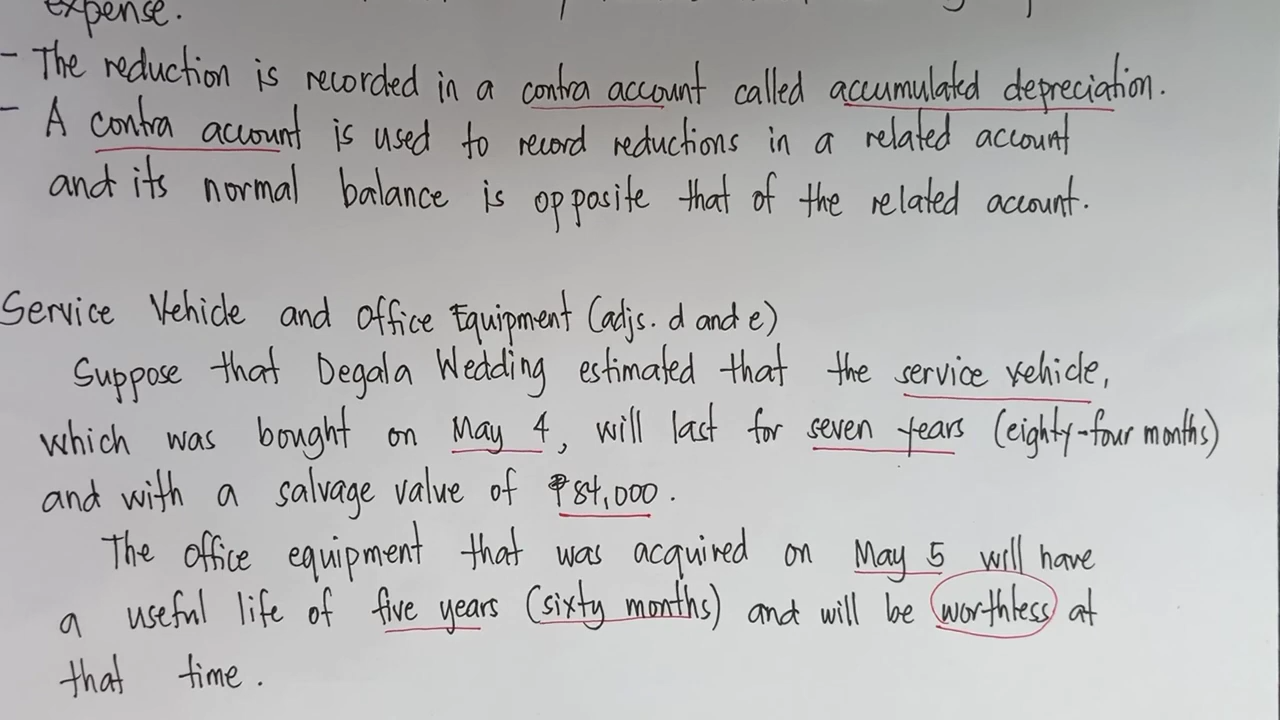 expense.
- The reduction is recorded in a contra account called accumulated depreciation.
- A contra account is used to record reductions in a related account
and its normal balance is opposite that of the related account.
Service Vehicle and Office Equipment (adjs. d and e)
Suppose that Degala Wedding estimated that the service vehicle,
which was bought on May 4, will last for seven years (eighty-four months)
and with a salvage value of ₱84,000.
The office equipment that was acquired on May 5 will have
a useful life of five years (sixty months) and will be worthless at
that time.